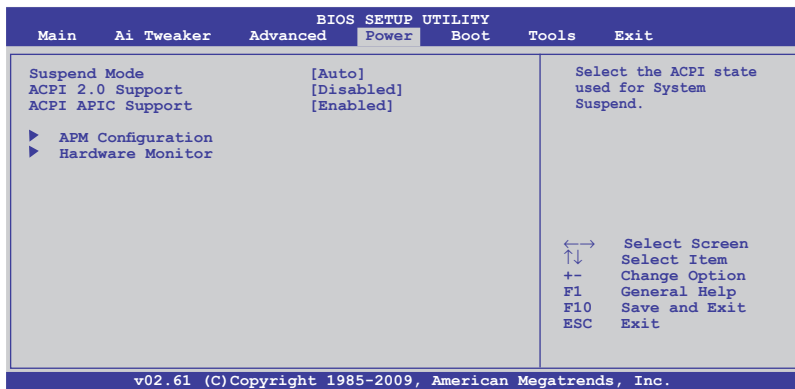 BIOS SETUP UTILITY
Main Ai Tweaker Advanced Power Boot Tools Exit
Suspend Mode [Auto]
ACPI 2.0 Support [Disabled]
ACPI APIC Support [Enabled]
▶ APM Configuration
▶ Hardware Monitor
Select the ACPI state
used for System
Suspend.
←→ Select Screen
↑↓ Select Item
+- Change Option
F1 General Help
F10 Save and Exit
ESC Exit
v02.61 (C)Copyright 1985-2009, American Megatrends, Inc.